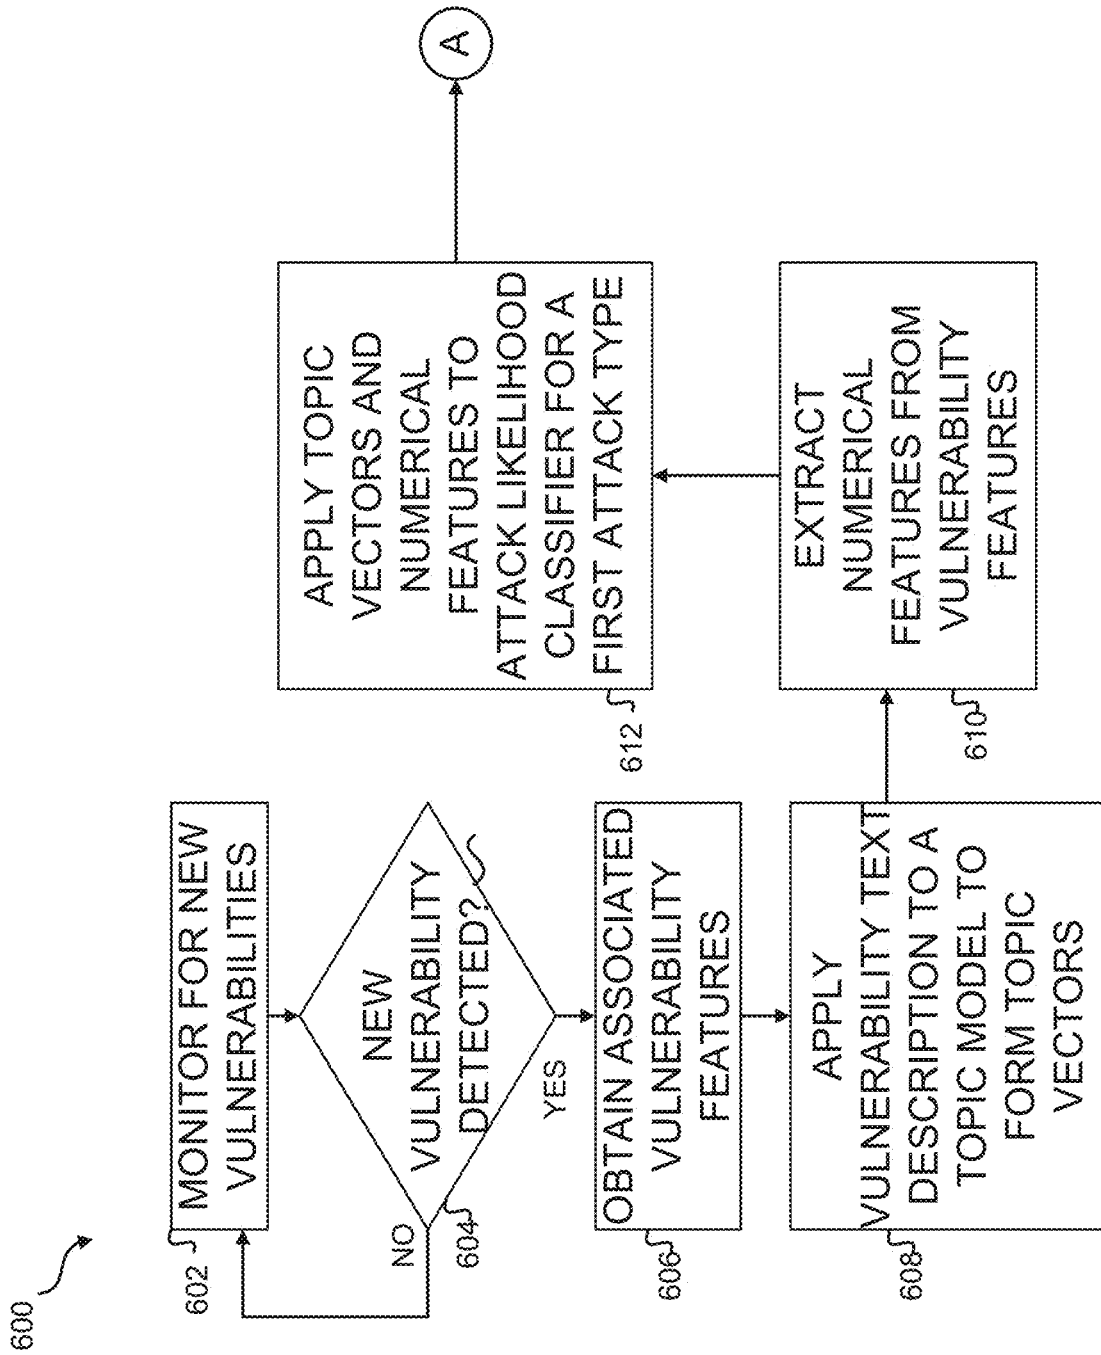 600
602
MONITOR FOR NEW
VULNERABILITIES
NO
604
NEW
VULNERABILITY
DETECTED?
YES
606
OBTAIN ASSOCIATED
VULNERABILITY
FEATURES
608
APPLY
VULNERABILITY TEXT
DESCRIPTION TO A
TOPIC MODEL TO
FORM TOPIC
VECTORS
610
EXTRACT
NUMERICAL
FEATURES FROM
VULNERABILITY
FEATURES
612
APPLY TOPIC
VECTORS AND
NUMERICAL
FEATURES TO
ATTACK LIKELIHOOD
CLASSIFIER FOR A
FIRST ATTACK TYPE
A